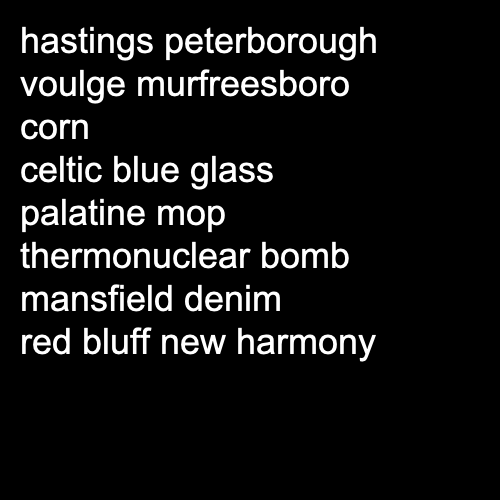 hastings peterborough
voulge murfreesboro
corn
celtic blue glass
palatine mop
thermonuclear bomb
mansfield denim
red bluff new harmony